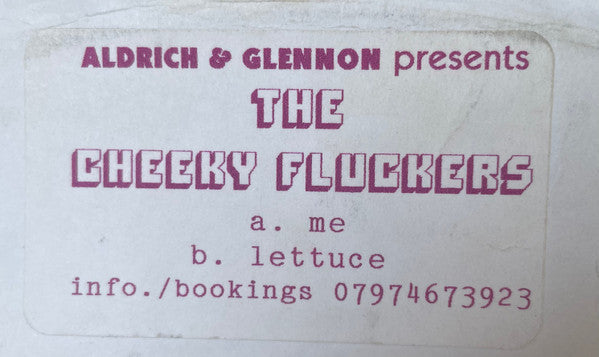 ALDRICH & GLENNON presents
THE
CHEEKY FLUCKERS
a. me
b. lettuce
info./bookings 07974673923